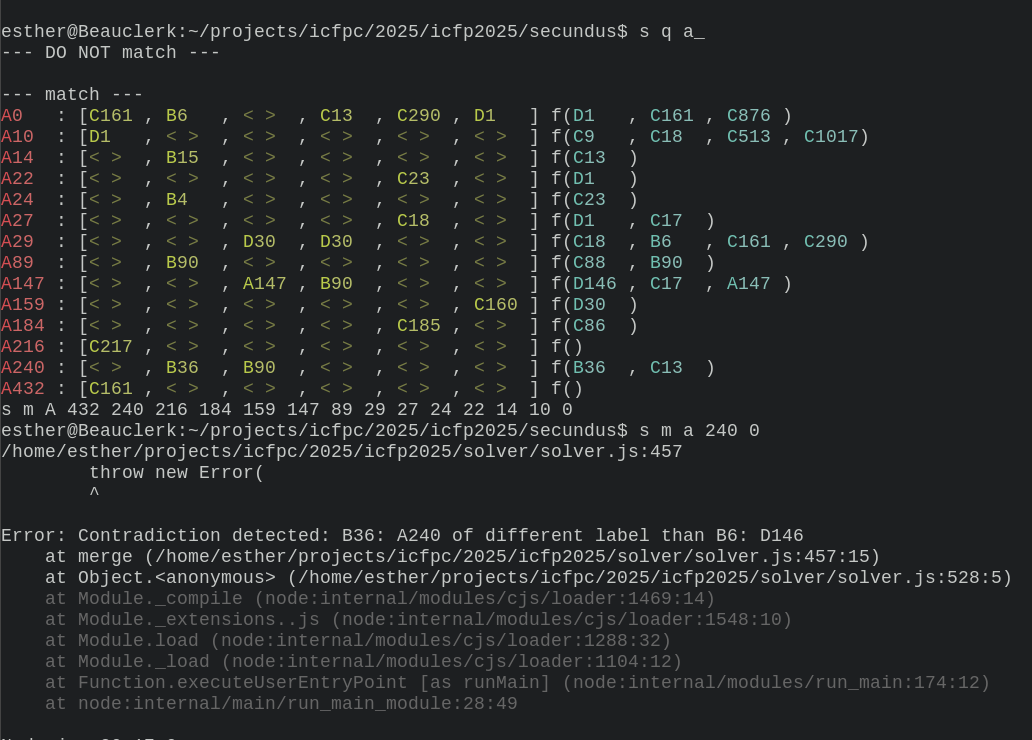 esther@Beauclerk:~/projects/icfpc/2025/icfp2025/secundus$ s q a_
--- DO NOT match ---
--- match ---
A0   : [C161 , B6   , < >  , C13  , C290 , D1   ] f(D1   , C161 , C876 )
A10  : [D1   , < >  , < >  , < >  , < >  , < >  ] f(C9   , C18  , C513 , C1017)
A14  : [< >  , B15  , < >  , < >  , < >  , < >  ] f(C13  )
A22  : [< >  , < >  , < >  , < >  , C23  , < >  ] f(D1   )
A24  : [< >  , B4   , < >  , < >  , < >  , < >  ] f(C23  )
A27  : [< >  , < >  , < >  , < >  , C18  , < >  ] f(D1   , C17  )
A29  : [< >  , < >  , D30  , D30  , < >  , < >  ] f(C18  , B6   , C161 , C290 )
A89  : [< >  , B90  , < >  , < >  , < >  , < >  ] f(C88  , B90  )
A147 : [< >  , < >  , A147 , B90  , < >  , < >  ] f(D146 , C17  , A147 )
A159 : [< >  , < >  , < >  , < >  , < >  , C160 ] f(D30  )
A184 : [< >  , < >  , < >  , < >  , C185 , < >  ] f(C86  )
A216 : [C217 , < >  , < >  , < >  , < >  , < >  ] f()
A240 : [< >  , B36  , B90  , < >  , < >  , < >  ] f(B36  , C13  )
A432 : [C161 , < >  , < >  , < >  , < >  , < >  ] f()
s m A 432 240 216 184 159 147 89 29 27 24 22 14 10 0
esther@Beauclerk:~/projects/icfpc/2025/icfp2025/secundus$ s m a 240 0
/home/esther/projects/icfpc/2025/icfp2025/solver/solver.js:457
        throw new Error(
        ^
Error: Contradiction detected: B36: A240 of different label than B6: D146
    at merge (/home/esther/projects/icfpc/2025/icfp2025/solver/solver.js:457:15)
    at Object.<anonymous> (/home/esther/projects/icfpc/2025/icfp2025/solver/solver.js:528:5)
    at Module._compile (node:internal/modules/cjs/loader:1469:14)
    at Module._extensions..js (node:internal/modules/cjs/loader:1548:10)
    at Module.load (node:internal/modules/cjs/loader:1288:32)
    at Module._load (node:internal/modules/cjs/loader:1104:12)
    at Function.executeUserEntryPoint [as runMain] (node:internal/modules/run_main:174:12)
    at node:internal/main/run_main_module:28:49